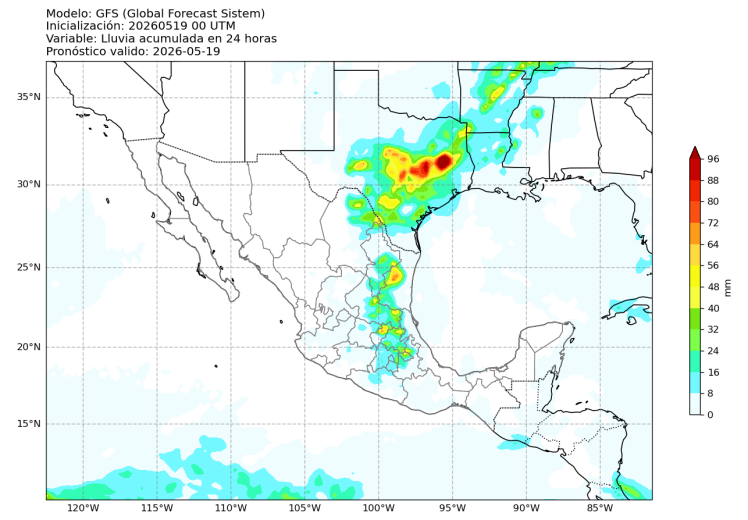 Modelo: GFS (Global Forecast Sistem)
Inicialización: 20260519 00 UTM
Variable: Lluvia acumulada en 24 horas
Pronóstico valido: 2026-05-19
35°N
30°N
25°N
20°N
15°N
120°W
115°W
110°W
105°W
100°W
95°W
90°W
85°W
96
88
80
72
64
56
48
40
32
24
16
8
0
mm